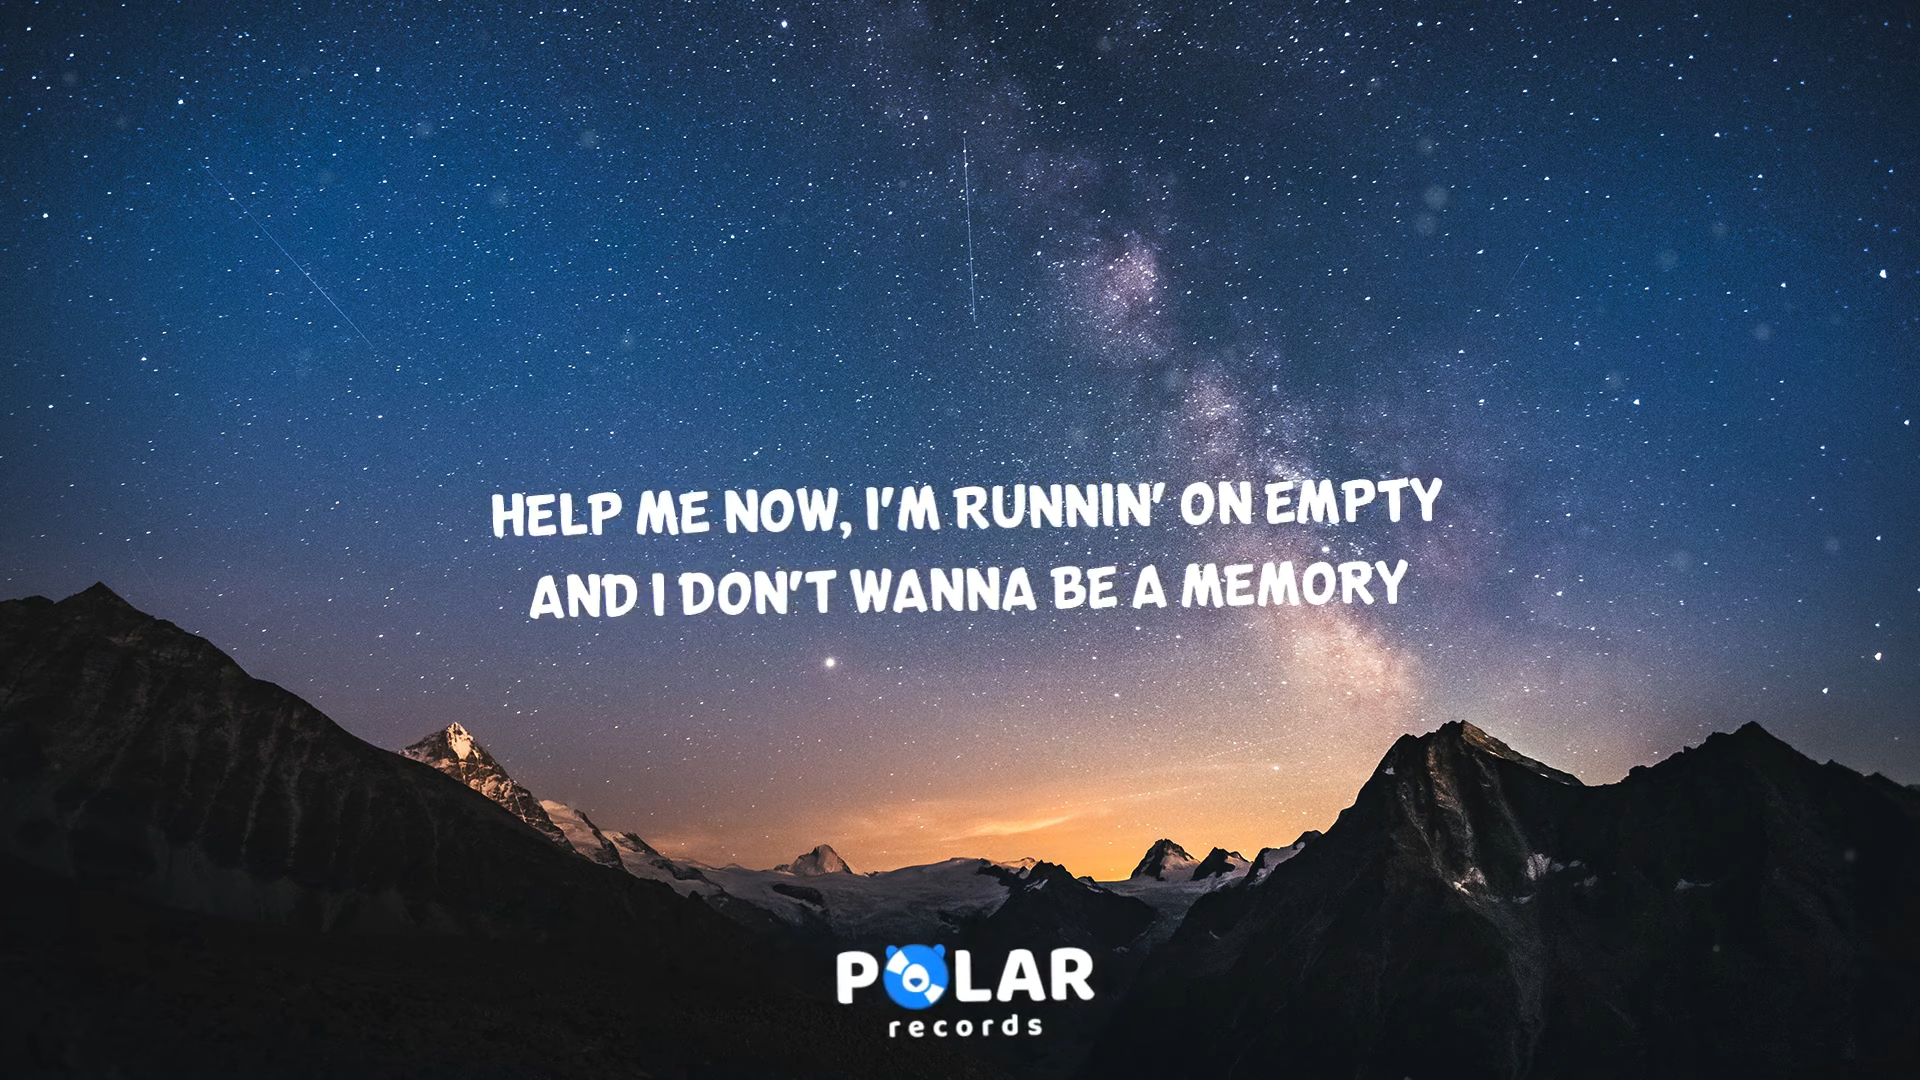 HELP ME NOW, I'M RUNNIN' ON EMPTY
AND I DON'T WANNA BE A MEMORY
POLAR
records